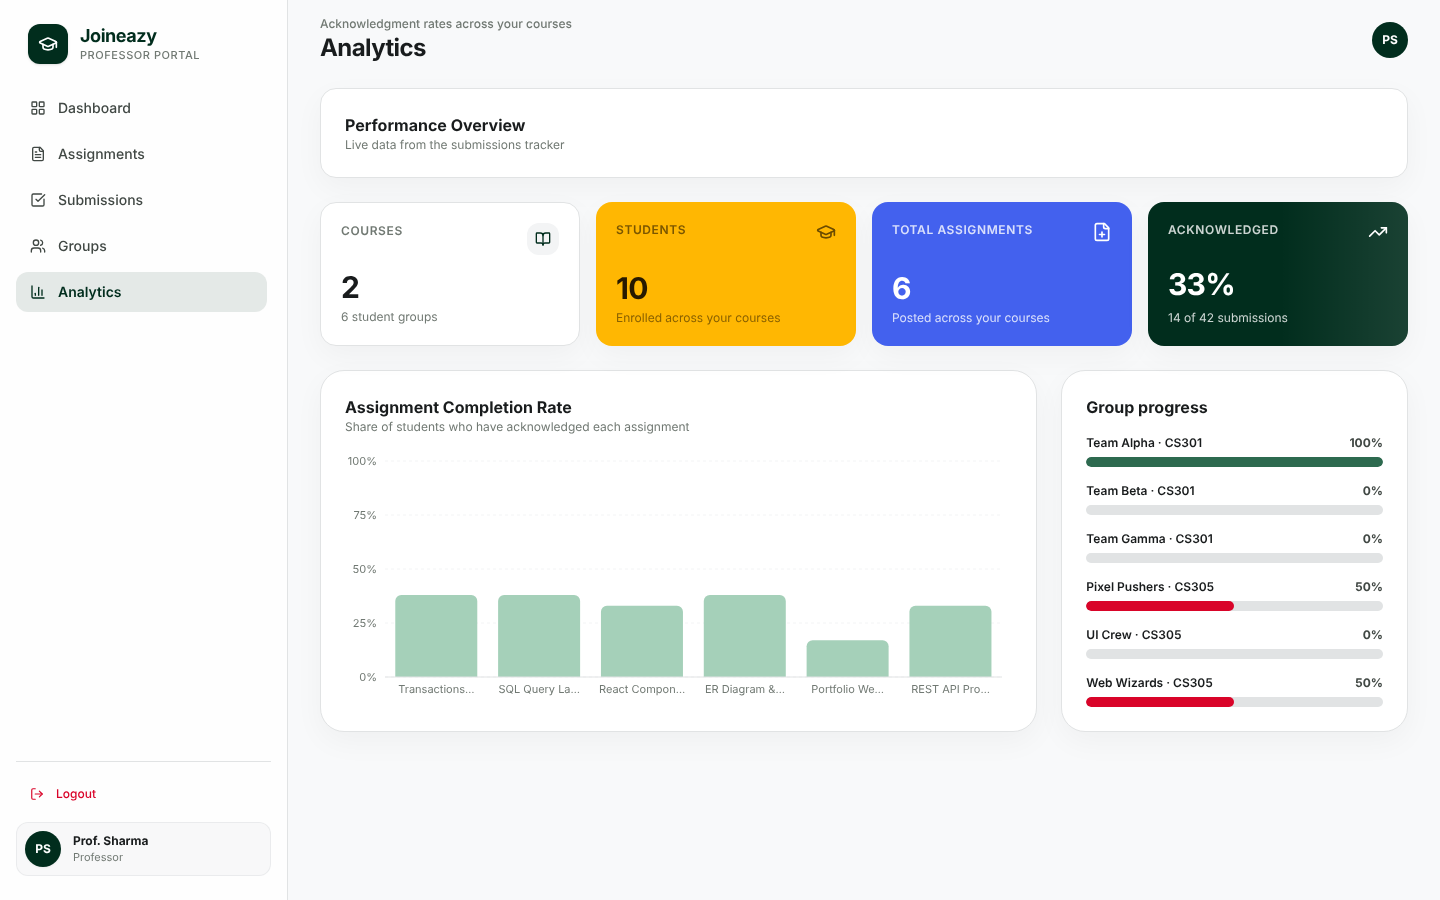 Joineazy
PROFESSOR PORTAL
Dashboard
Assignments
Submissions
Groups
Analytics
Logout
PS
Prof. Sharma
Professor
Acknowledgment rates across your courses
Analytics
PS
Performance Overview
Live data from the submissions tracker
COURSES
2
6 student groups
STUDENTS
10
Enrolled across your courses
TOTAL ASSIGNMENTS
6
Posted across your courses
ACKNOWLEDGED
33%
14 of 42 submissions
Assignment Completion Rate
Share of students who have acknowledged each assignment
100%
75%
50%
25%
0%
Transactions...
SQL Query La...
React Compon...
ER Diagram &...
Portfolio We...
REST API Pro...
Group progress
Team Alpha · CS301 100%
Team Beta · CS301 0%
Team Gamma · CS301 0%
Pixel Pushers · CS305 50%
UI Crew · CS305 0%
Web Wizards · CS305 50%